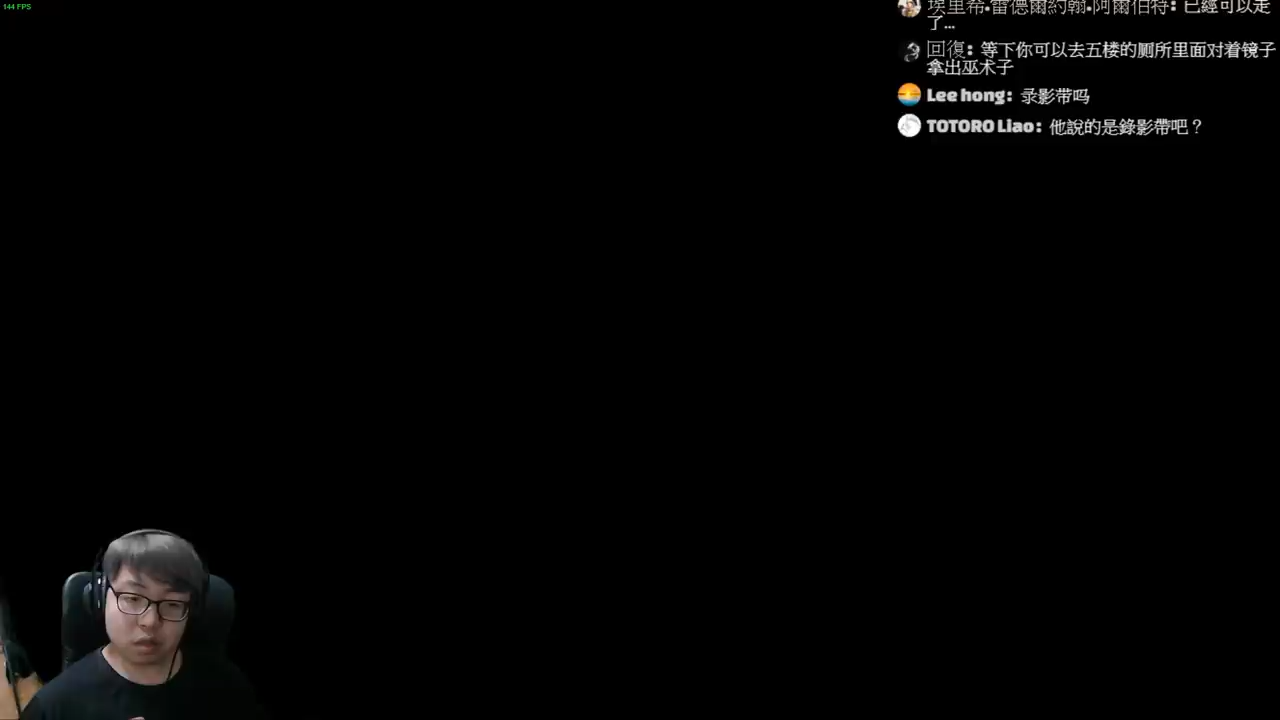 144 FPS
埃里希.雷德爾約翰.阿爾伯特: 已經可以走
了...
回復: 等下你可以去五楼的厕所里面对着镜子
拿出巫术子
Lee hong: 录影带吗
TOTORO Liao: 他說的是錄影帶吧？